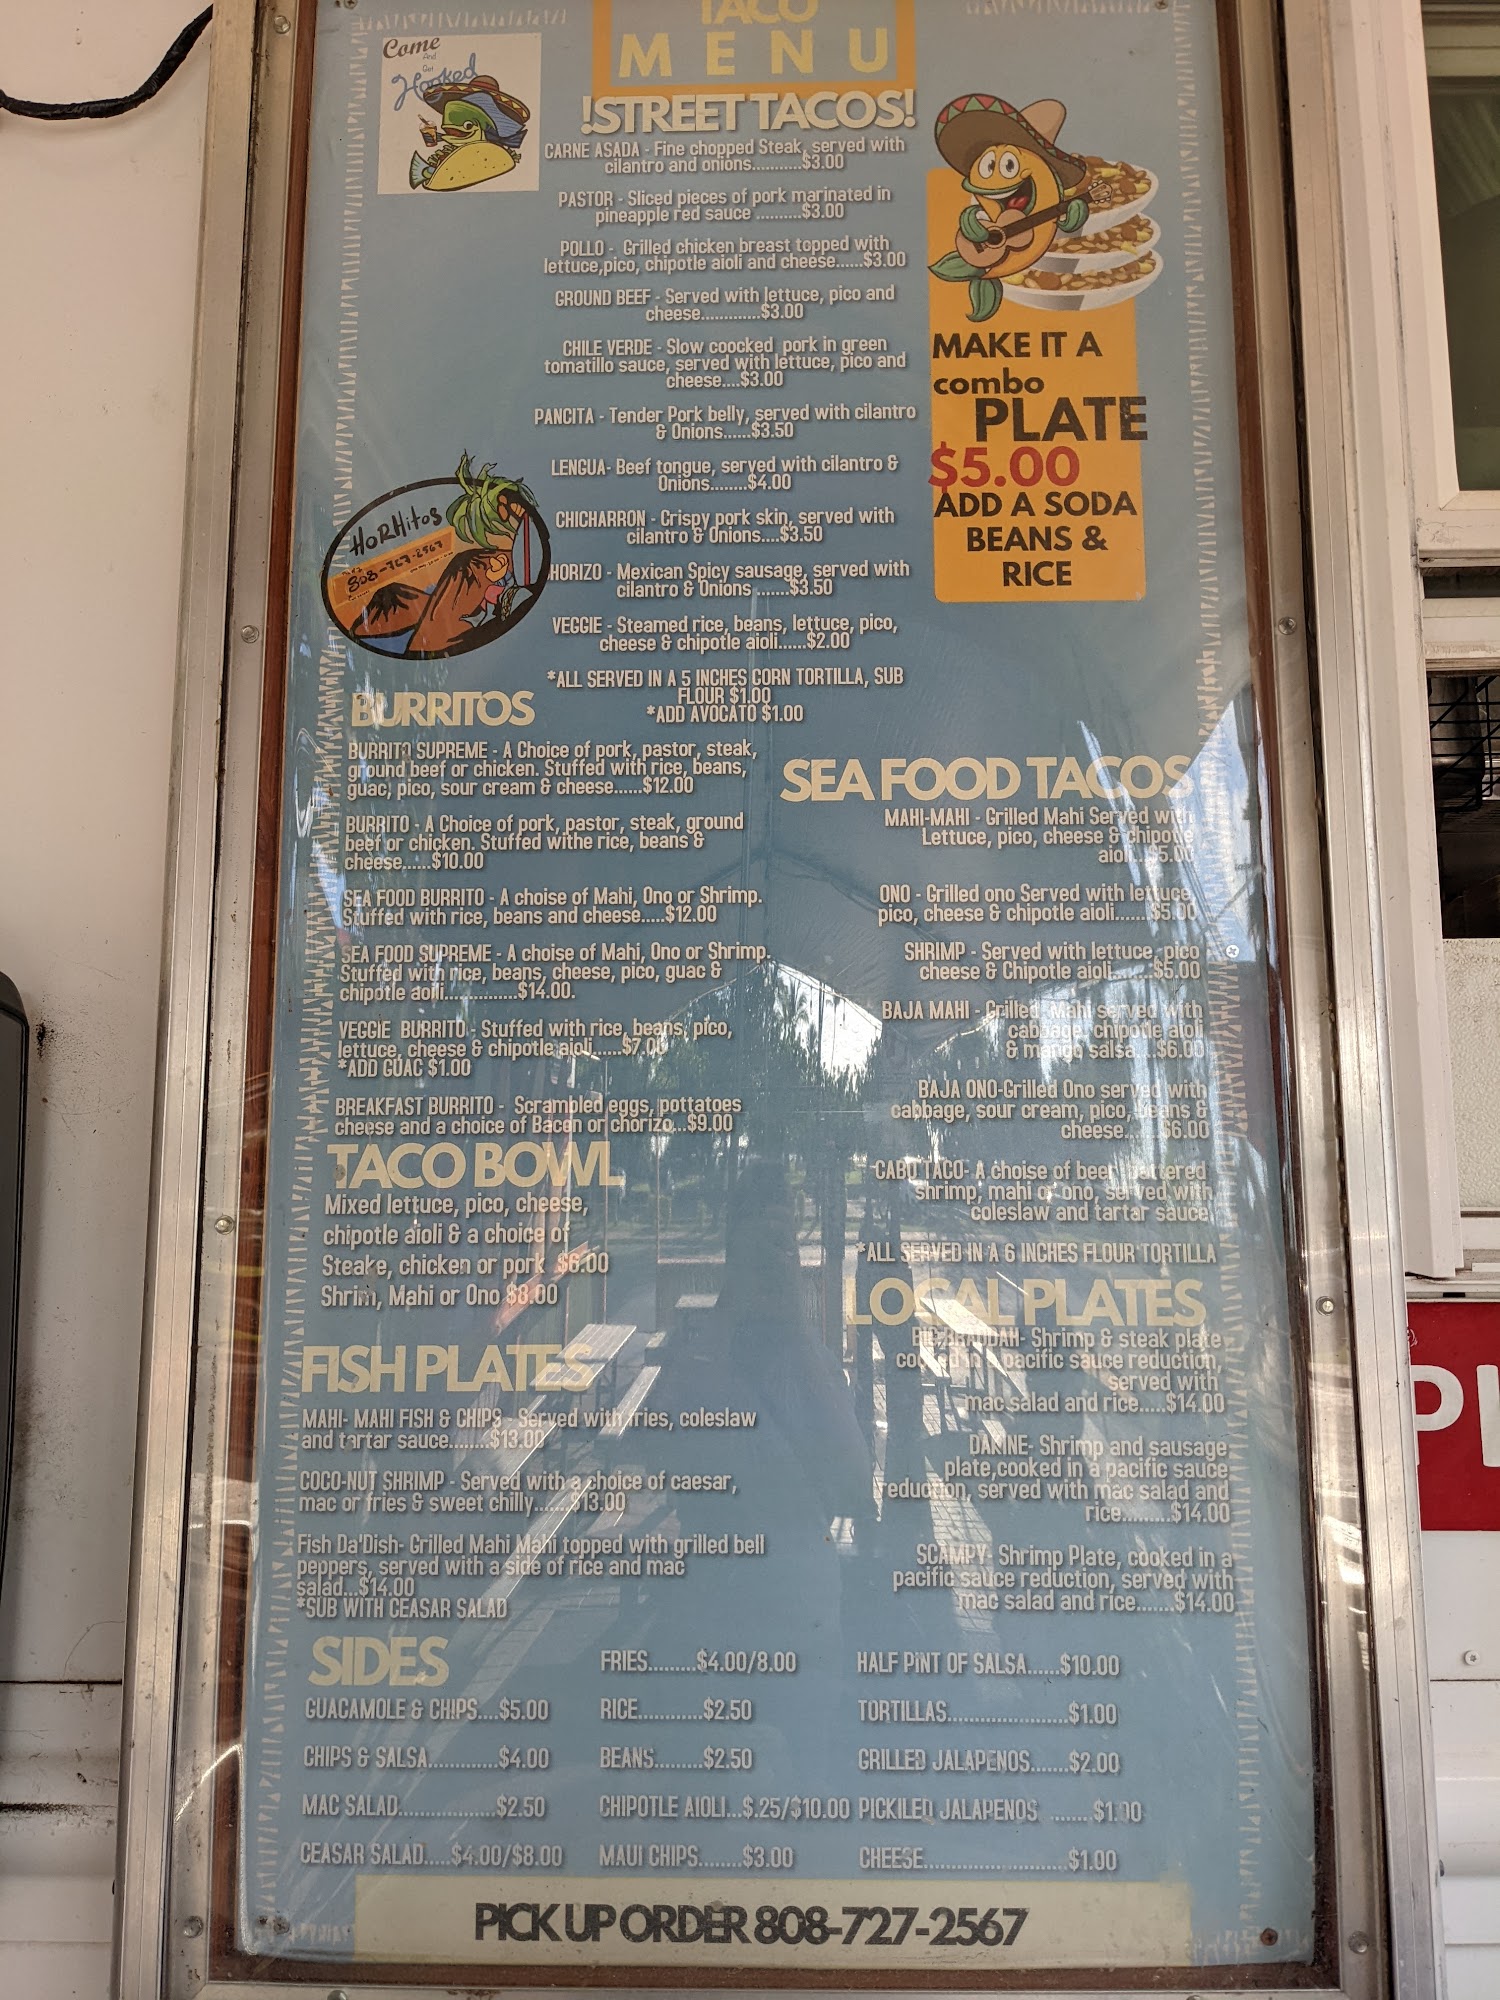 TACO
MENU
Come
And
Get
Hooked
!STREET TACOS!
CARNE ASADA - Fine chopped Steak, served with
cilantro and onions...........$3.00
PASTOR - Sliced pieces of pork marinated in
pineapple red sauce ..........$3.00
POLLO - Grilled chicken breast topped with
lettuce,pico, chipotle aioli and cheese......$3.00
GROUND BEEF - Served with lettuce, pico and
cheese.............$3.00
CHILE VERDE - Slow coocked pork in green
tomatillo sauce, served with lettuce, pico and
cheese....$3.00
PANCITA - Tender Pork belly, served with cilantro
& Onions......$3.50
LENGUA- Beef tongue, served with cilantro &
Onions........$4.00
CHICHARRON - Crispy pork skin, served with
cilantro & Onions....$3.50
HORIZO - Mexican Spicy sausage, served with
cilantro & Onions .......$3.50
VEGGIE - Steamed rice, beans, lettuce, pico,
cheese & chipotle aioli......$2.00
*ALL SERVED IN A 5 INCHES CORN TORTILLA, SUB
FLOUR $1.00
*ADD AVOCATO $1.00
MAKE IT A
combo
PLATE
$5.00
ADD A SODA
BEANS &
RICE
HORHitos
808-767-2567
BURRITOS
BURRITO SUPREME - A Choice of pork, pastor, steak,
ground beef or chicken. Stuffed with rice, beans,
guac, pico, sour cream & cheese......$12.00
BURRITO - A Choice of pork, pastor, steak, ground
beef or chicken. Stuffed withe rice, beans &
cheese......$10.00
SEA FOOD BURRITO - A choise of Mahi, Ono or Shrimp.
Stuffed with rice, beans and cheese.....$12.00
SEA FOOD SUPREME - A choise of Mahi, Ono or Shrimp.
Stuffed with rice, beans, cheese, pico, guac &
chipotle aoili................$14.00.
VEGGIE BURRITO - Stuffed with rice, beans, pico,
lettuce, cheese & chipotle aioli......$7.00
*ADD GUAC $1.00
BREAKFAST BURRITO - Scrambled eggs, pottatoes
cheese and a choice of Bacon or chorizo...$9.00
TACO BOWL
Mixed lettuce, pico, cheese,
chipotle aioli & a choice of
Steake, chicken or pork $6.00
Shrim, Mahi or Ono $8.00
FISH PLATES
MAHI- MAHI FISH & CHIPS - Served with fries, coleslaw
and tartar sauce........$13.00
COCO-NUT SHRIMP - Served with a choice of caesar,
mac or fries & sweet chilly.......$13.00
Fish Da'Dish- Grilled Mahi Mahi topped with grilled bell
peppers, served with a side of rice and mac
salad...$14.00
*SUB WITH CEASAR SALAD
SEA FOOD TACOS
MAHI-MAHI - Grilled Mahi Served with
Lettuce, pico, cheese & chipotle
aioli...$5.00
ONO - Grilled ono Served with lettuce,
pico, cheese & chipotle aioli.......$5.00
SHRIMP - Served with lettuce, pico
cheese & Chipotle aioli.........$5.00
BAJA MAHI - Grilled Mahi served with
cabbage, chipotle aioli
& mango salsa...$6.00
BAJA ONO-Grilled Ono served with
cabbage, sour cream, pico, beans &
cheese......$6.00
CABO TACO- A choise of beer battered
shrimp, mahi or ono, served with
coleslaw and tartar sauce
*ALL SERVED IN A 6 INCHES FLOUR TORTILLA
LOCAL PLATES
BIG BRUDDAH- Shrimp & steak plate
cooked in a pacific sauce reduction,
served with
mac salad and rice.....$14.00
DAKINE- Shrimp and sausage
plate,cooked in a pacific sauce
reduction, served with mac salad and
rice.........$14.00
SCAMPY- Shrimp Plate, cooked in a
pacific sauce reduction, served with
mac salad and rice.......$14.00
SIDES
GUACAMOLE & CHIPS....$5.00
CHIPS & SALSA.............$4.00
MAC SALAD..................$2.50
CEASAR SALAD.....$4.00/$8.00
FRIES.........$4.00/8.00
RICE............$2.50
BEANS.........$2.50
CHIPOTLE AIOLI...$.25/$10.00
MAUI CHIPS........$3.00
HALF PINT OF SALSA......$10.00
TORTILLAS.......................$1.00
GRILLED JALAPENOS.......$2.00
PICKILED JALAPENOS ........$1.00
CHEESE...........................$1.00
PICK UP ORDER 808-727-2567